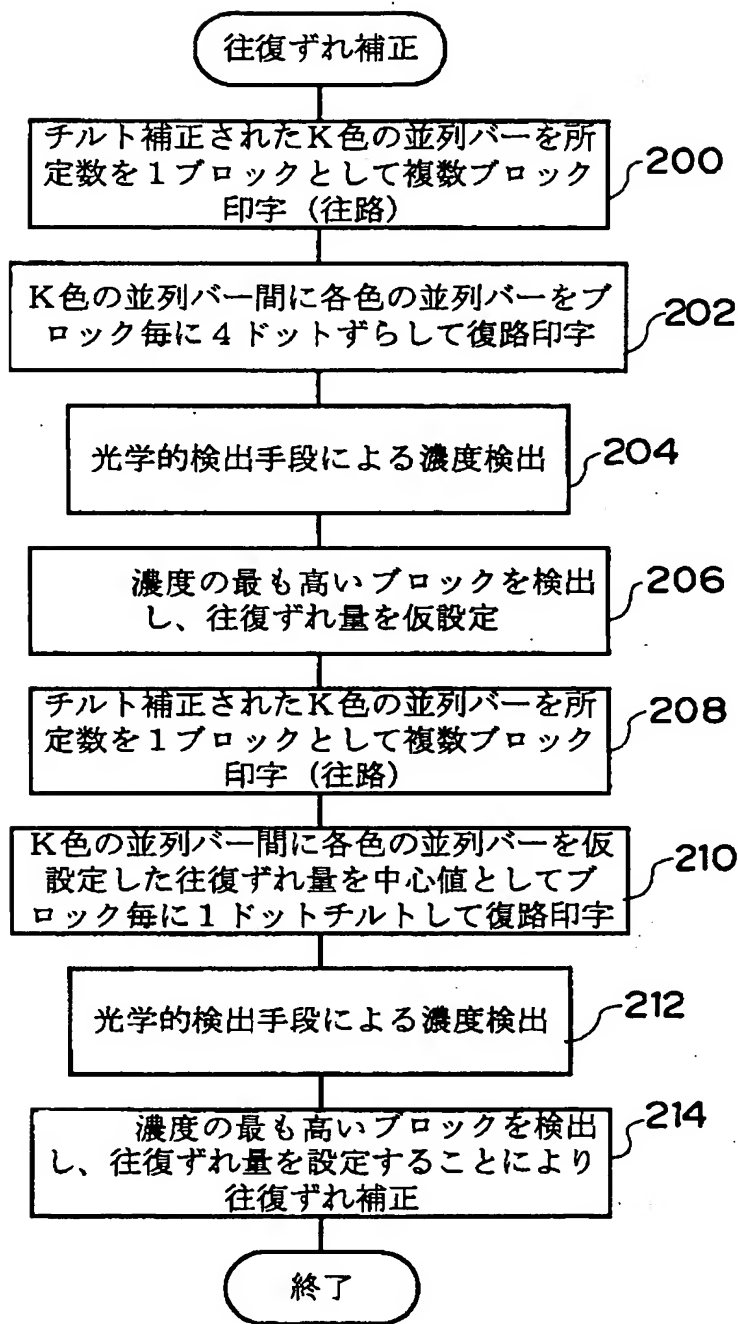 往復ずれ補正
チルト補正されたK色の並列バーを所
定数を1ブロックとして複数ブロック
印字（往路）
200
K色の並列バー間に各色の並列バーをブ
ロック毎に4ドットずらして復路印字
202
光学的検出手段による濃度検出
204
濃度の最も高いブロックを検出
し、往復ずれ量を仮設定
206
チルト補正されたK色の並列バーを所
定数を1ブロックとして複数ブロック
印字（往路）
208
K色の並列バー間に各色の並列バーを仮
設定した往復ずれ量を中心値としてブ
ロック毎に1ドットチルトして復路印字
210
光学的検出手段による濃度検出
212
濃度の最も高いブロックを検出
し、往復ずれ量を設定することにより
往復ずれ補正
214
終了